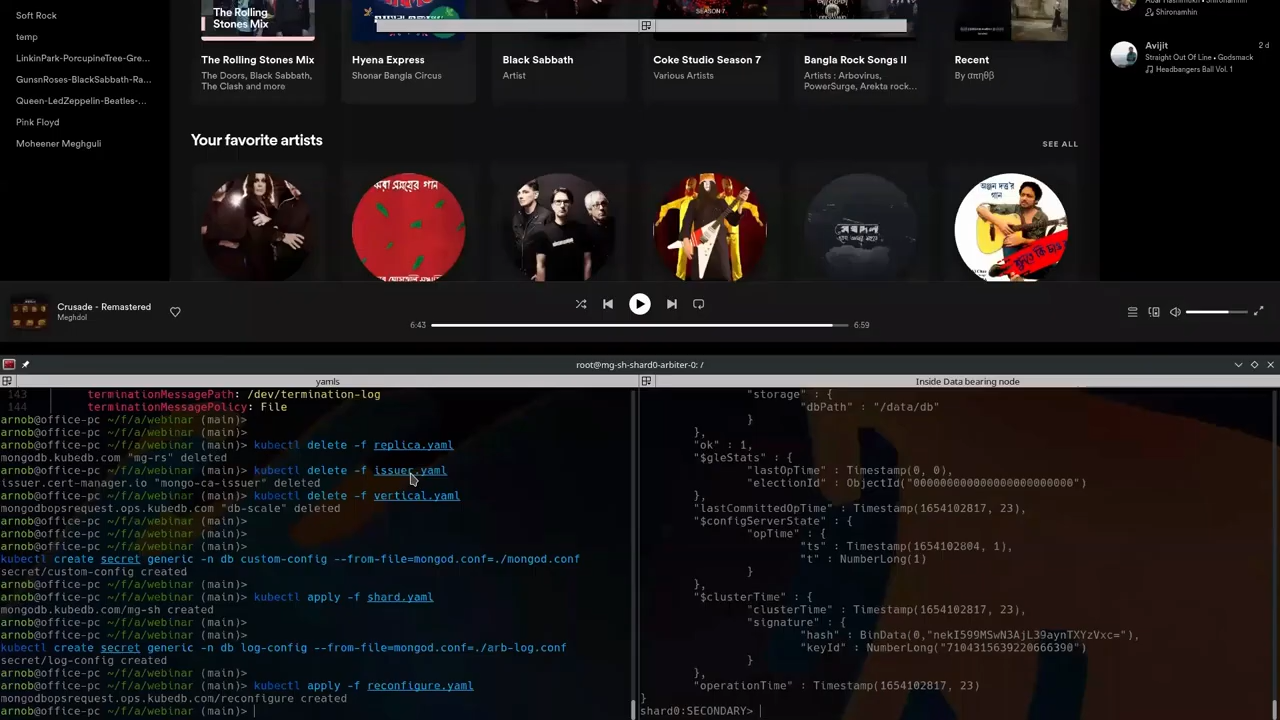 Soft Rock
temp
LinkinPark-PorcupineTree-Gre...
GunsnRoses-BlackSabbath-Ra...
Queen-LedZeppelin-Beatles-...
Pink Floyd
Moheener Meghguli
The Rolling
Stones Mix
The Rolling Stones Mix
The Doors, Black Sabbath,
The Clash and more
Hyena Express
Shonar Bangla Circus
Black Sabbath
Artist
SEASON 7
Coke Studio Season 7
Various Artists
Bangla Rock Songs II
Artists : Arbovirus,
PowerSurge, Arekta rock...
Recent
By απηθβ
Shironamhin
Avijit
2 d
Straight Out Of Line • Godsmack
Headbangers Ball Vol. 1
Your favorite artists
SEE ALL
অঞ্জন দত্ত'র
গান
Crusade - Remastered
Meghdol
6:43
6:59
root@mg-sh-shard0-arbiter-0: /
yamls
143 terminationMessagePath: /dev/termination-log
144 terminationMessagePolicy: File
arnob@office-pc ~/f/a/webinar (main)>
arnob@office-pc ~/f/a/webinar (main)>
arnob@office-pc ~/f/a/webinar (main)> kubectl delete -f replica.yaml
mongodb.kubedb.com "mg-rs" deleted
arnob@office-pc ~/f/a/webinar (main)> kubectl delete -f issuer.yaml
issuer.cert-manager.io "mongo-ca-issuer" deleted
arnob@office-pc ~/f/a/webinar (main)> kubectl delete -f vertical.yaml
mongodbopsrequest.ops.kubedb.com "db-scale" deleted
arnob@office-pc ~/f/a/webinar (main)>
arnob@office-pc ~/f/a/webinar (main)>
arnob@office-pc ~/f/a/webinar (main)>
kubectl create secret generic -n db custom-config --from-file=mongod.conf=./mongod.conf
secret/custom-config created
arnob@office-pc ~/f/a/webinar (main)>
arnob@office-pc ~/f/a/webinar (main)> kubectl apply -f shard.yaml
mongodb.kubedb.com/mg-sh created
arnob@office-pc ~/f/a/webinar (main)>
arnob@office-pc ~/f/a/webinar (main)>
kubectl create secret generic -n db log-config --from-file=mongod.conf=./arb-log.conf
secret/log-config created
arnob@office-pc ~/f/a/webinar (main)>
arnob@office-pc ~/f/a/webinar (main)> kubectl apply -f reconfigure.yaml
mongodbopsrequest.ops.kubedb.com/reconfigure created
arnob@office-pc ~/f/a/webinar (main)>
Inside Data bearing node
"storage" : {
"dbPath" : "/data/db"
}
},
"ok" : 1,
"$gleStats" : {
"lastOpTime" : Timestamp(0, 0),
"electionId" : ObjectId("000000000000000000000000")
},
"lastCommittedOpTime" : Timestamp(1654102817, 23),
"$configServerState" : {
"opTime" : {
"ts" : Timestamp(1654102804, 1),
"t" : NumberLong(1)
}
},
"$clusterTime" : {
"clusterTime" : Timestamp(1654102817, 23),
"signature" : {
"hash" : BinData(0,"nekI599MSwN3AjL39aynTXYzVxc="),
"keyId" : NumberLong("7104315639220666390")
}
},
"operationTime" : Timestamp(1654102817, 23)
}
shard0:SECONDARY>